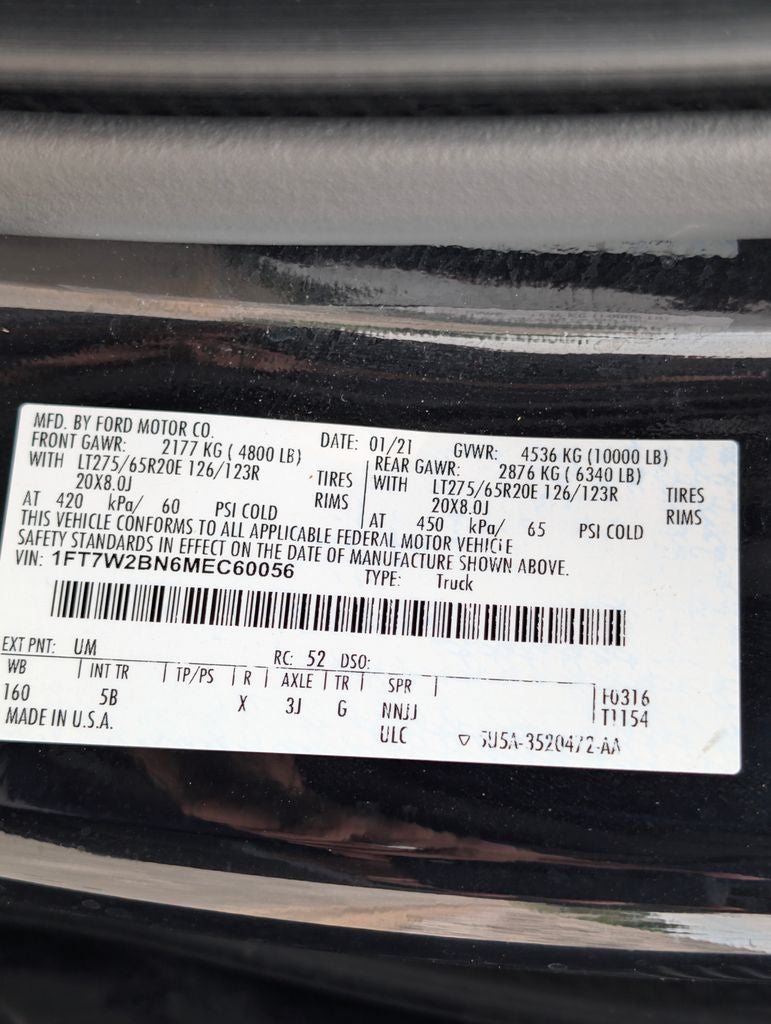 MFD. BY FORD MOTOR CO. DATE: 01/21 GVWR: 4536 KG (10000 LB)
FRONT GAWR: 2177 KG ( 4800 LB) REAR GAWR: 2876 KG ( 6340 LB)
WITH LT275/65R20E 126/123R TIRES WITH LT275/65R20E 126/123R TIRES
20X8.0J RIMS 20X8.0J RIMS
AT 420 kPa/ 60 PSI COLD AT 450 kPa/ 65 PSI COLD
THIS VEHICLE CONFORMS TO ALL APPLICABLE FEDERAL MOTOR VEHICLE
SAFETY STANDARDS IN EFFECT ON THE DATE OF MANUFACTURE SHOWN ABOVE.
VIN: 1FT7W2BN6MEC60056 TYPE: Truck
EXT PNT: UM RC: 52 DSO:
WB INT TR TP/PS R AXLE TR SPR
160 5B X 3J G NNJJ F0316
MADE IN U.S.A. ULC T1154
5U5A-3520472-AA